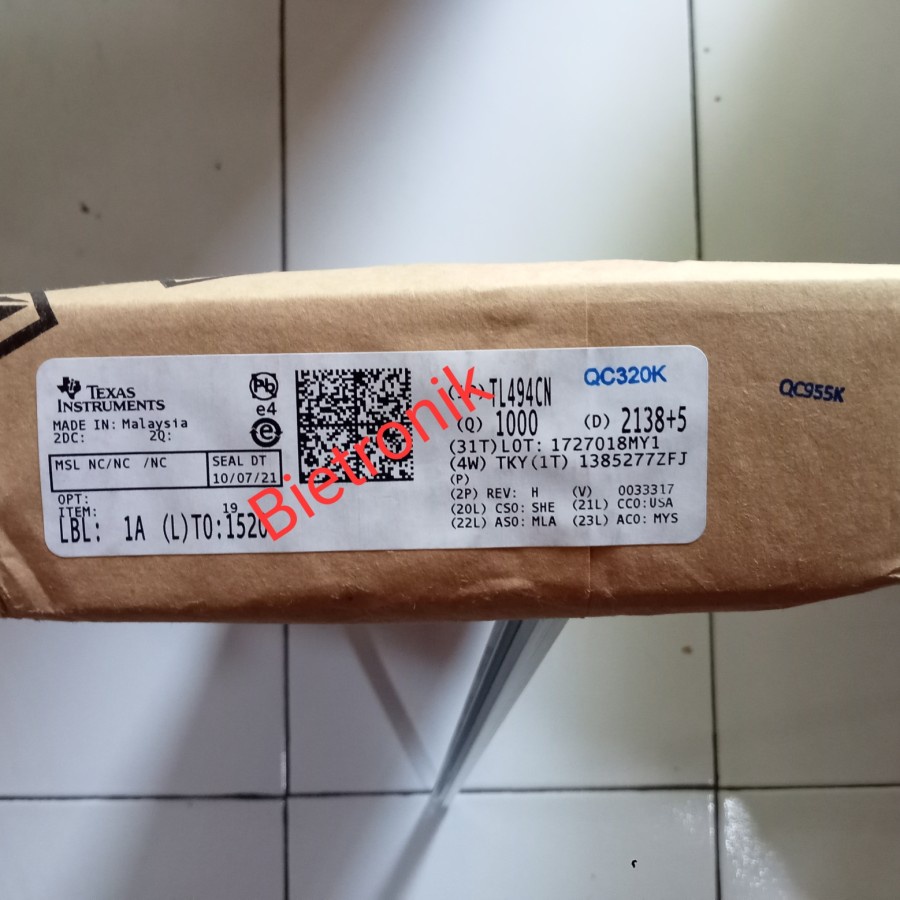 TEXAS
INSTRUMENTS
MADE IN: Malaysia
2DC: 2Q:
MSL NC/NC /NC
SEAL DT
10/07/21
OPT:
ITEM: 19
LBL: 1A (L)TO:1520
Pb
e4
e
TL494CN
(Q) 1000 (D) 2138+5
(31T)LOT: 1727018MY1
(4W) TKY(1T) 1385277ZFJ
(P)
(2P) REV: H (V) 0033317
(20L) CSO: SHE (21L) CCO:USA
(22L) ASO: MLA (23L) ACO: MYS
QC320K
QC955K
Bietronik